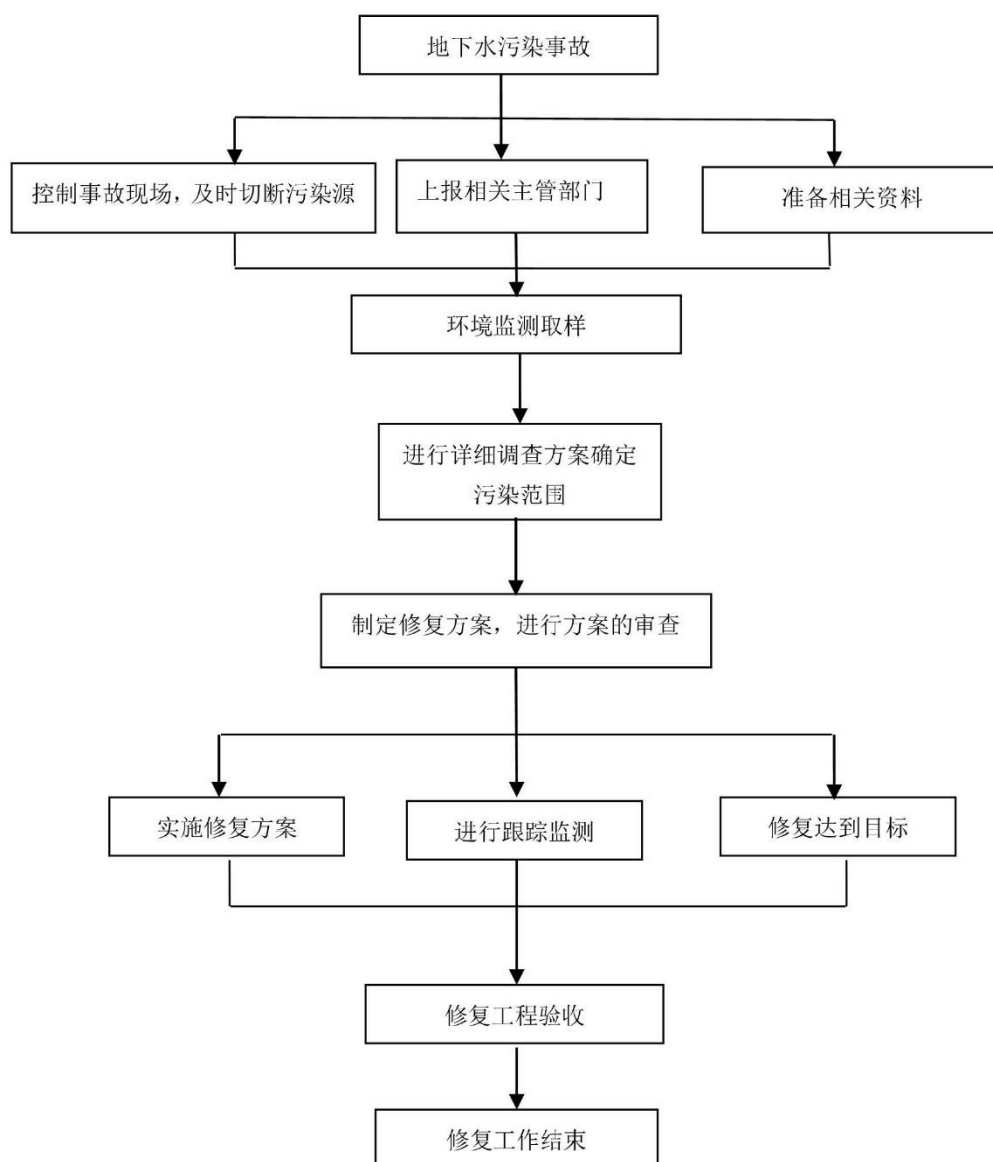 地下水污染事故
控制事故现场，及时切断污染源
上报相关主管部门
准备相关资料
环境监测取样
进行详细调查方案确定
污染范围
制定修复方案，进行方案的审查
实施修复方案
进行跟踪监测
修复达到目标
修复工程验收
修复工作结束